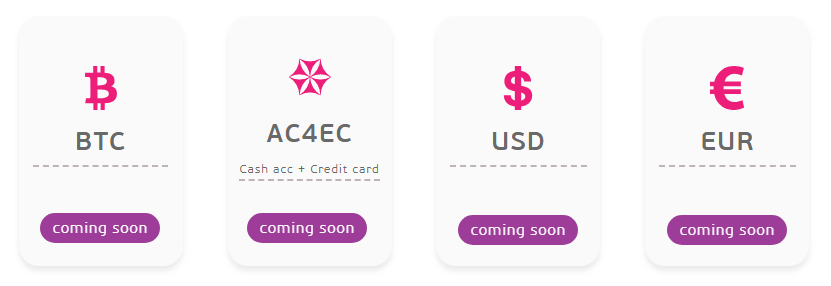 BTC
coming soon
AC4EC
Cash acc + Credit card
coming soon
$
USD
coming soon
€
EUR
coming soon